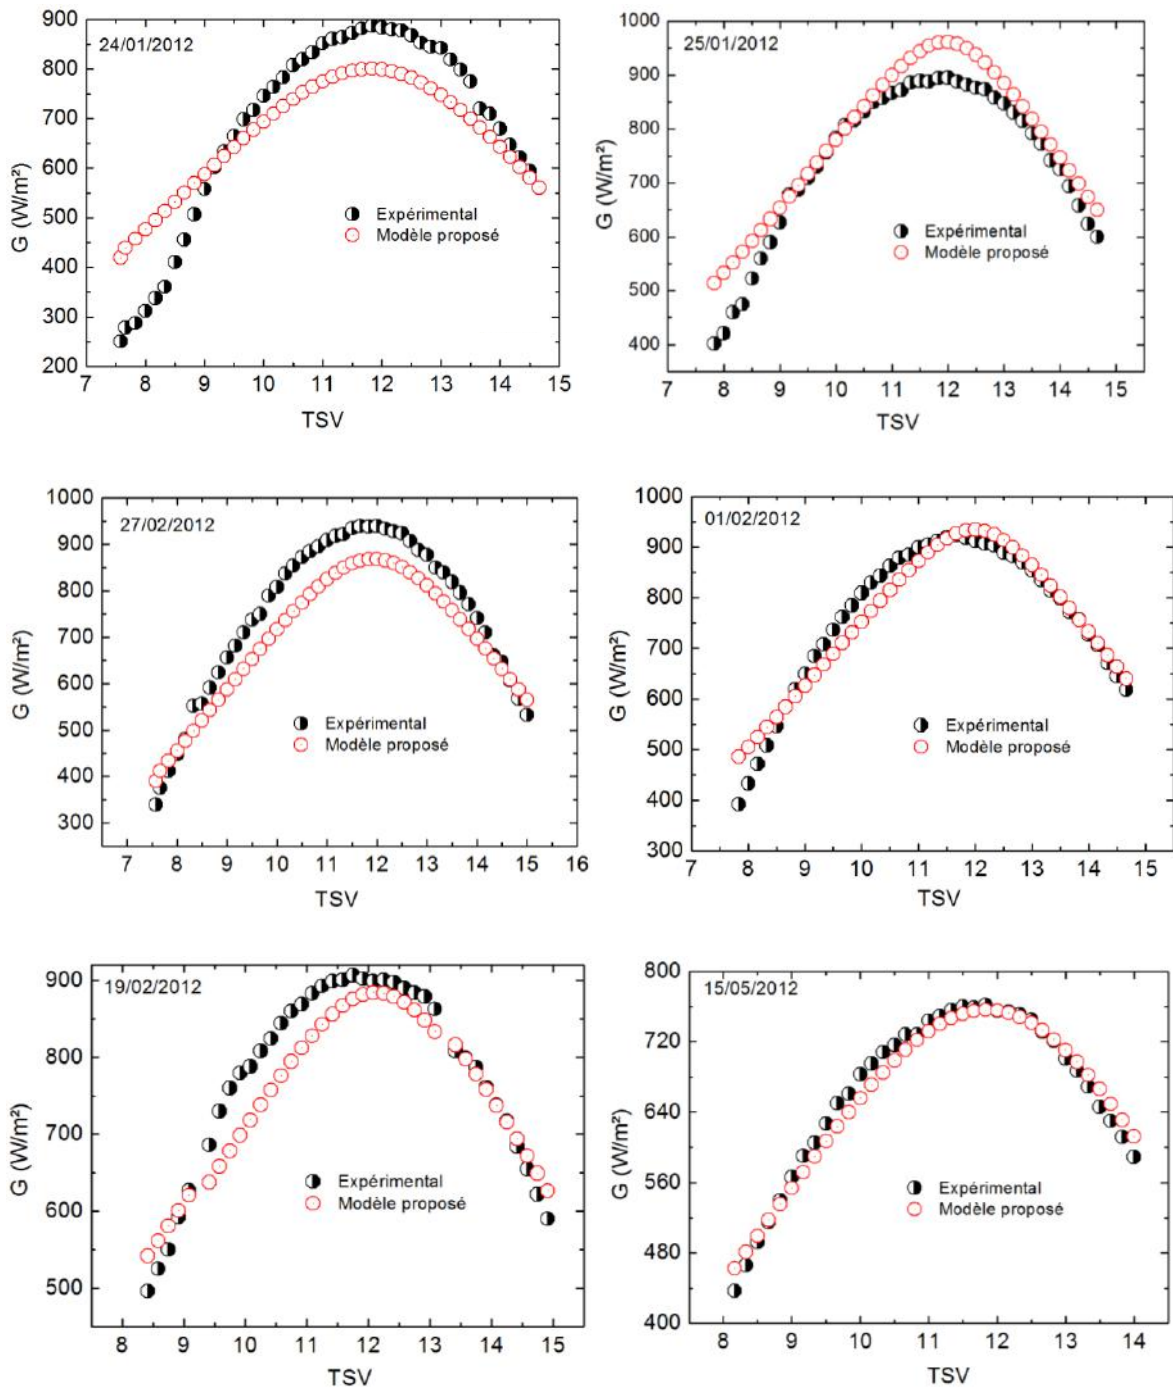 24/01/2012
900
800
700
600
500
400
300
200
G (W/m²)
Expérimental
Modèle proposé
7 8 9 10 11 12 13 14 15
TSV
25/01/2012
1000
900
800
700
600
500
400
G (W/m²)
Expérimental
Modèle proposé
7 8 9 10 11 12 13 14 15
TSV
27/02/2012
1000
900
800
700
600
500
400
300
G (W/m²)
Expérimental
Modèle proposé
7 8 9 10 11 12 13 14 15 16
TSV
01/02/2012
1000
900
800
700
600
500
400
300
G (W/m²)
Expérimental
Modèle proposé
7 8 9 10 11 12 13 14 15
TSV
19/02/2012
900
800
700
600
500
G (W/m²)
Expérimental
Modèle proposé
8 9 10 11 12 13 14 15
TSV
15/05/2012
800
720
640
560
480
400
G (W/m²)
Expérimental
Modèle proposé
8 9 10 11 12 13 14
TSV